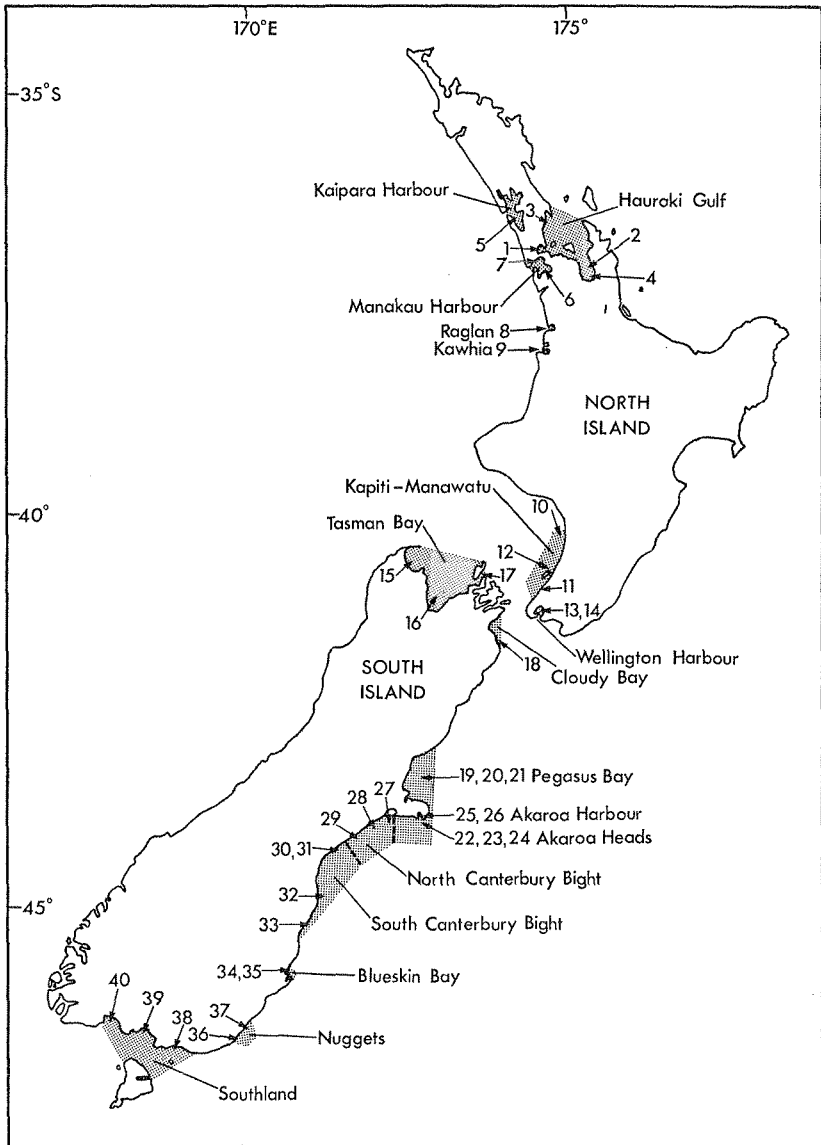 170°E
175°
35°S
Kaipara Harbour
Hauraki Gulf
3
5
1
2
7
4
Manakau Harbour
6
Raglan 8
Kawhia 9
NORTH
ISLAND
Kapiti-Manawatu
10
Tasman Bay
40°
12
15
17
11
16
13, 14
Wellington Harbour
18
Cloudy Bay
SOUTH
ISLAND
19, 20, 21 Pegasus Bay
27
28
25, 26 Akaroa Harbour
29
22, 23, 24 Akaroa Heads
30, 31
North Canterbury Bight
32
45°
South Canterbury Bight
33
34, 35
Blueskin Bay
40
39
37
38
36
Nuggets
Southland